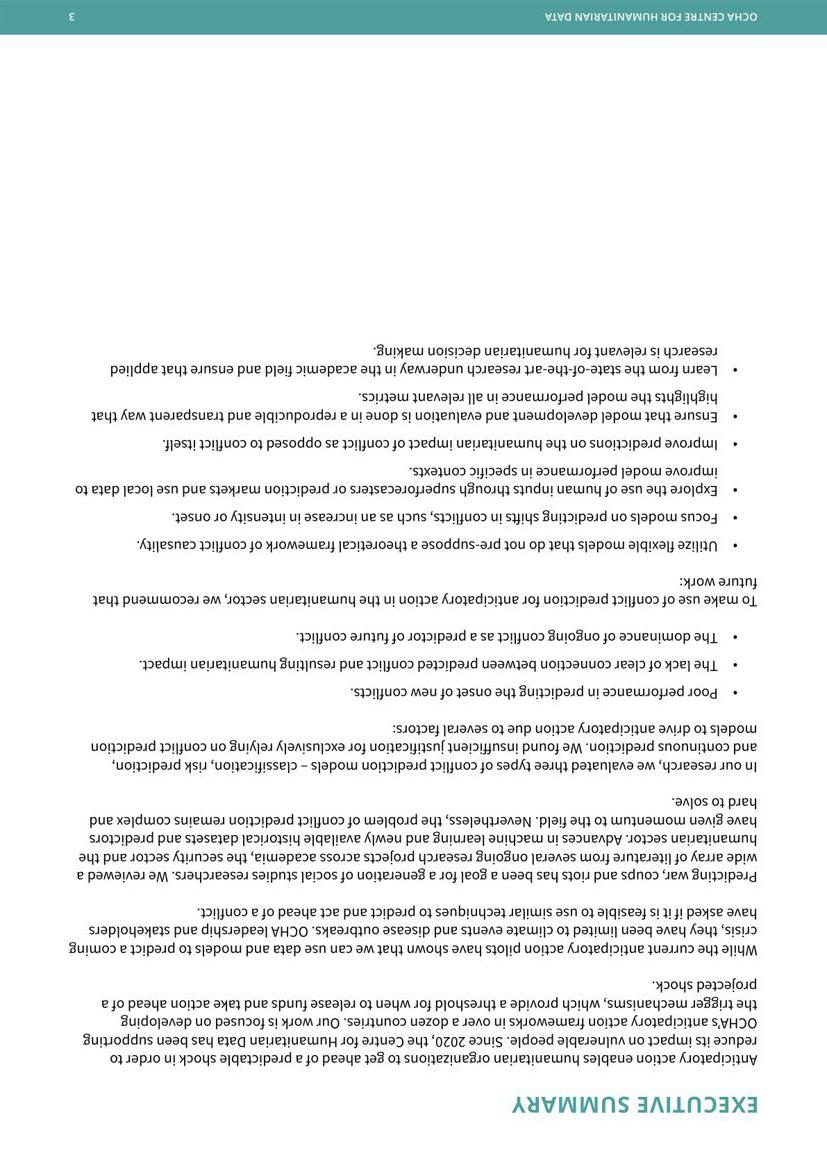 EXECUTIVE SUMMARY
Anticipatory action enables humanitarian organizations to get ahead of a predictable shock in order to
reduce its impact on vulnerable people. Since 2020, the Centre for Humanitarian Data has been supporting
OCHA's anticipatory action frameworks in over a dozen countries. Our work is focused on developing
the trigger mechanisms, which provide a threshold for when to release funds and take action ahead of a
projected shock.
While the current anticipatory action pilots have shown that we can use data and models to predict a coming
crisis, they have been limited to climate events and disease outbreaks. OCHA leadership and stakeholders
have asked if it is feasible to use similar techniques to predict and act ahead of a conflict.
Predicting war, coups and riots has been a goal for a generation of social studies researchers. We reviewed a
wide array of literature from several ongoing research projects across academia, the security sector and the
humanitarian sector. Advances in machine learning and newly available historical datasets and predictors
have given momentum to the field. Nevertheless, the problem of conflict prediction remains complex and
hard to solve.
In our research, we evaluated three types of conflict prediction models – classification, risk prediction,
and continuous prediction. We found insufficient justification for exclusively relying on conflict prediction
models to drive anticipatory action due to several factors:
• Poor performance in predicting the onset of new conflicts.
• The lack of clear connection between predicted conflict and resulting humanitarian impact.
• The dominance of ongoing conflict as a predictor of future conflict.
To make use of conflict prediction for anticipatory action in the humanitarian sector, we recommend that
future work:
• Utilize flexible models that do not pre-suppose a theoretical framework of conflict causality.
• Focus models on predicting shifts in conflicts, such as an increase in intensity or onset.
• Explore the use of human inputs through superforecasters or prediction markets and use local data to
improve model performance in specific contexts.
• Improve predictions on the humanitarian impact of conflict as opposed to conflict itself.
• Ensure that model development and evaluation is done in a reproducible and transparent way that
highlights the model performance in all relevant metrics.
• Learn from the state-of-the-art research underway in the academic field and ensure that applied
research is relevant for humanitarian decision making.
OCHA CENTRE FOR HUMANITARIAN DATA 3